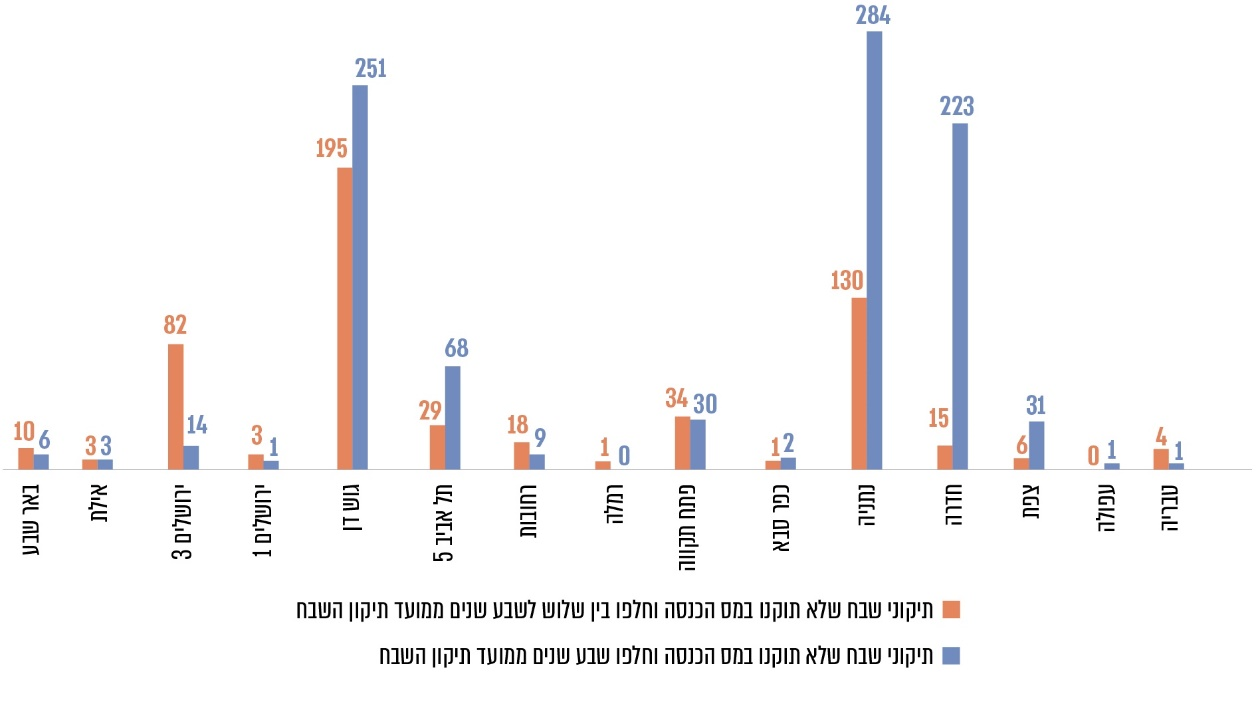 284
251
223
195
130
82
68
34 30
29
31
18
15
14
10 6
9
6
3 3
3
1
1 0
1 2
0 1
4
1
באר שבע
אילת
ירושלים 3
ירושלים 1
גוש דן
תל אביב 5
רחובות
רמלה
פתח תקווה
כפר סבא
נתניה
חדרה
צפת
עפולה
טבריה
תיקוני שבח שלא תוקנו במס הכנסה וחלפו בין שלוש לשבע שנים ממועד תיקון השבח
תיקוני שבח שלא תוקנו במס הכנסה וחלפו שבע שנים ממועד תיקון השבח